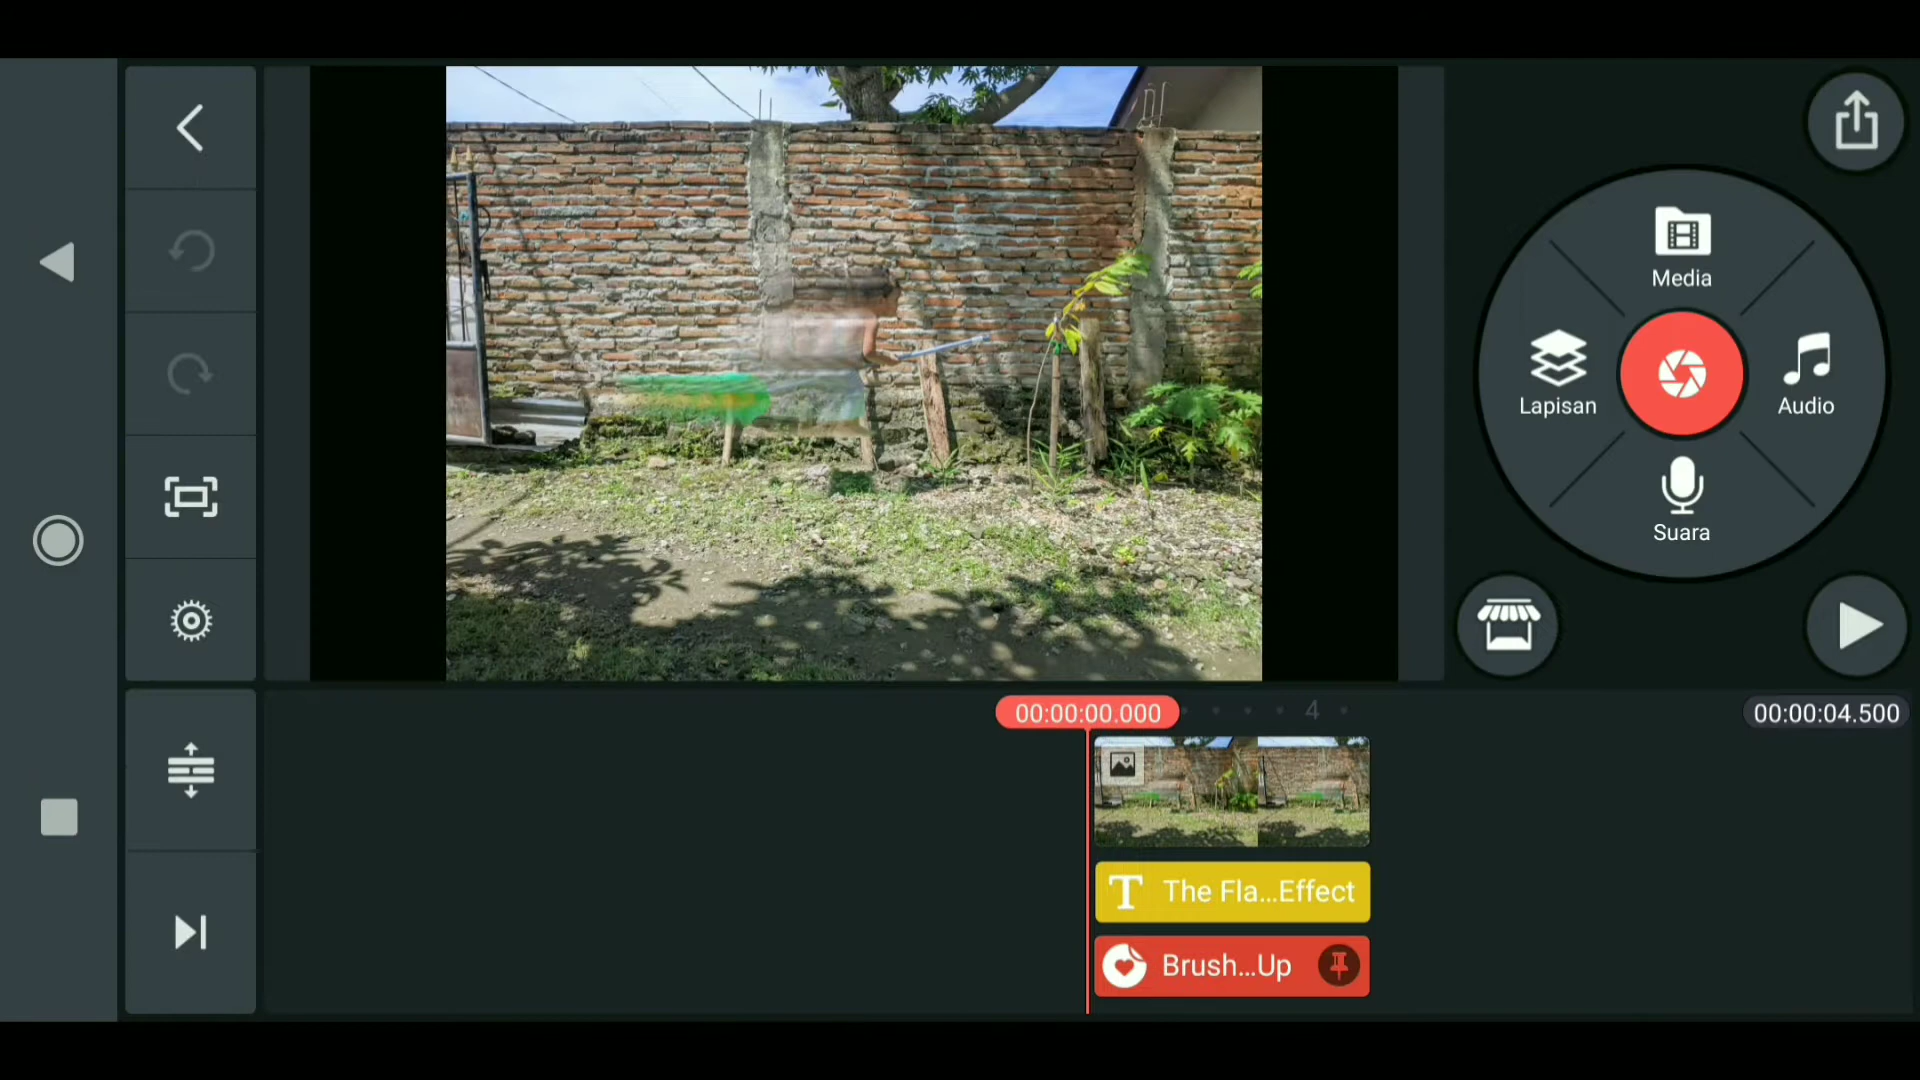 Media
Lapisan
Audio
Suara
00:00:00.000
4
00:00:04.500
The Fla...Effect
Brush...Up